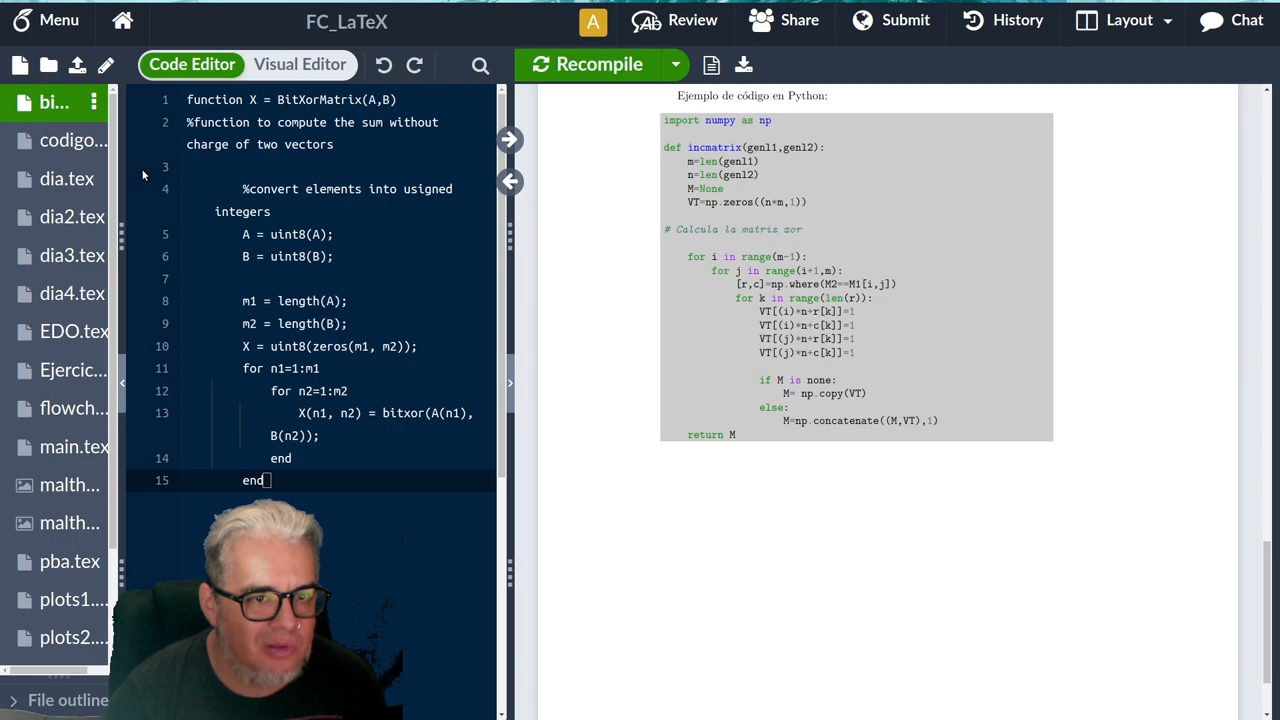 Menu
FC_LaTeX
A
Review
Share
Submit
History
Layout
Chat
Code Editor
Visual Editor
Recompile
bi...
codigo...
dia.tex
dia2.tex
dia3.tex
dia4.tex
EDO.tex
Ejercic...
flowch...
main.tex
malth...
malth...
pba.tex
plots1....
plots2....
File outline
1 function X = BitXorMatrix(A,B)
2 %function to compute the sum without
charge of two vectors
3
4 %convert elements into usigned
integers
5 A = uint8(A);
6 B = uint8(B);
7
8 m1 = length(A);
9 m2 = length(B);
10 X = uint8(zeros(m1, m2));
11 for n1=1:m1
12 for n2=1:m2
13 X(n1, n2) = bitxor(A(n1),
B(n2));
14 end
15 end
Ejemplo de código en Python:
import numpy as np
def incmatrix(genl1,genl2):
m=len(genl1)
n=len(genl2)
M=None
VT=np.zeros((n*m,1))
# Calcula la matriz xor
for i in range(m-1):
for j in range(i+1,m):
[r,c]=np.where(M2==M1[i,j])
for k in range(len(r)):
VT[(i)*n+r[k]]=1
VT[(i)*n+c[k]]=1
VT[(j)*n+r[k]]=1
VT[(j)*n+c[k]]=1
if M is none:
M= np.copy(VT)
else:
M=np.concatenate((M,VT),1)
return M